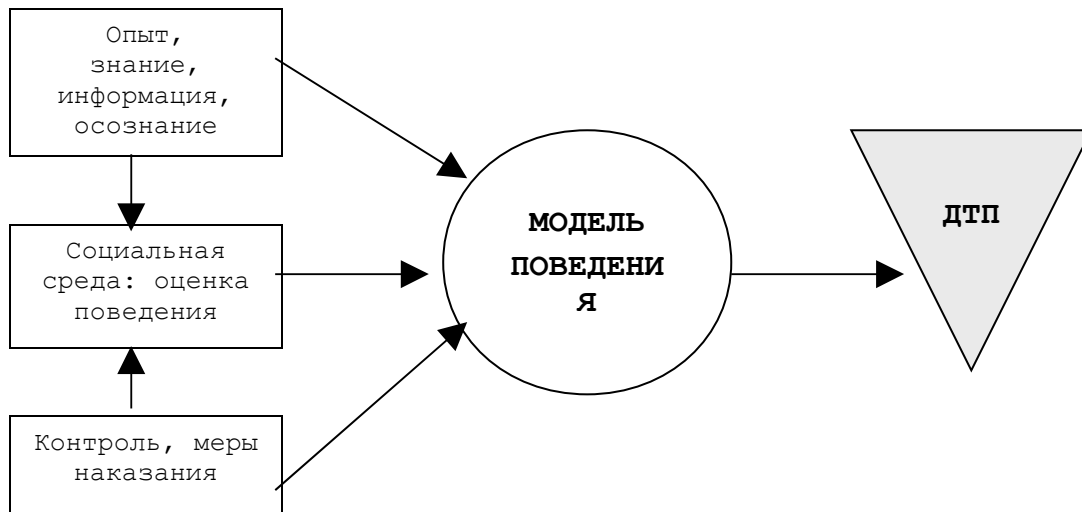 Опыт,
знание,
информация,
осознание
Социальная
среда: оценка
поведения
Контроль, меры
наказания
МОДЕЛЬ
ПОВЕДЕНИ
Я
ДТП